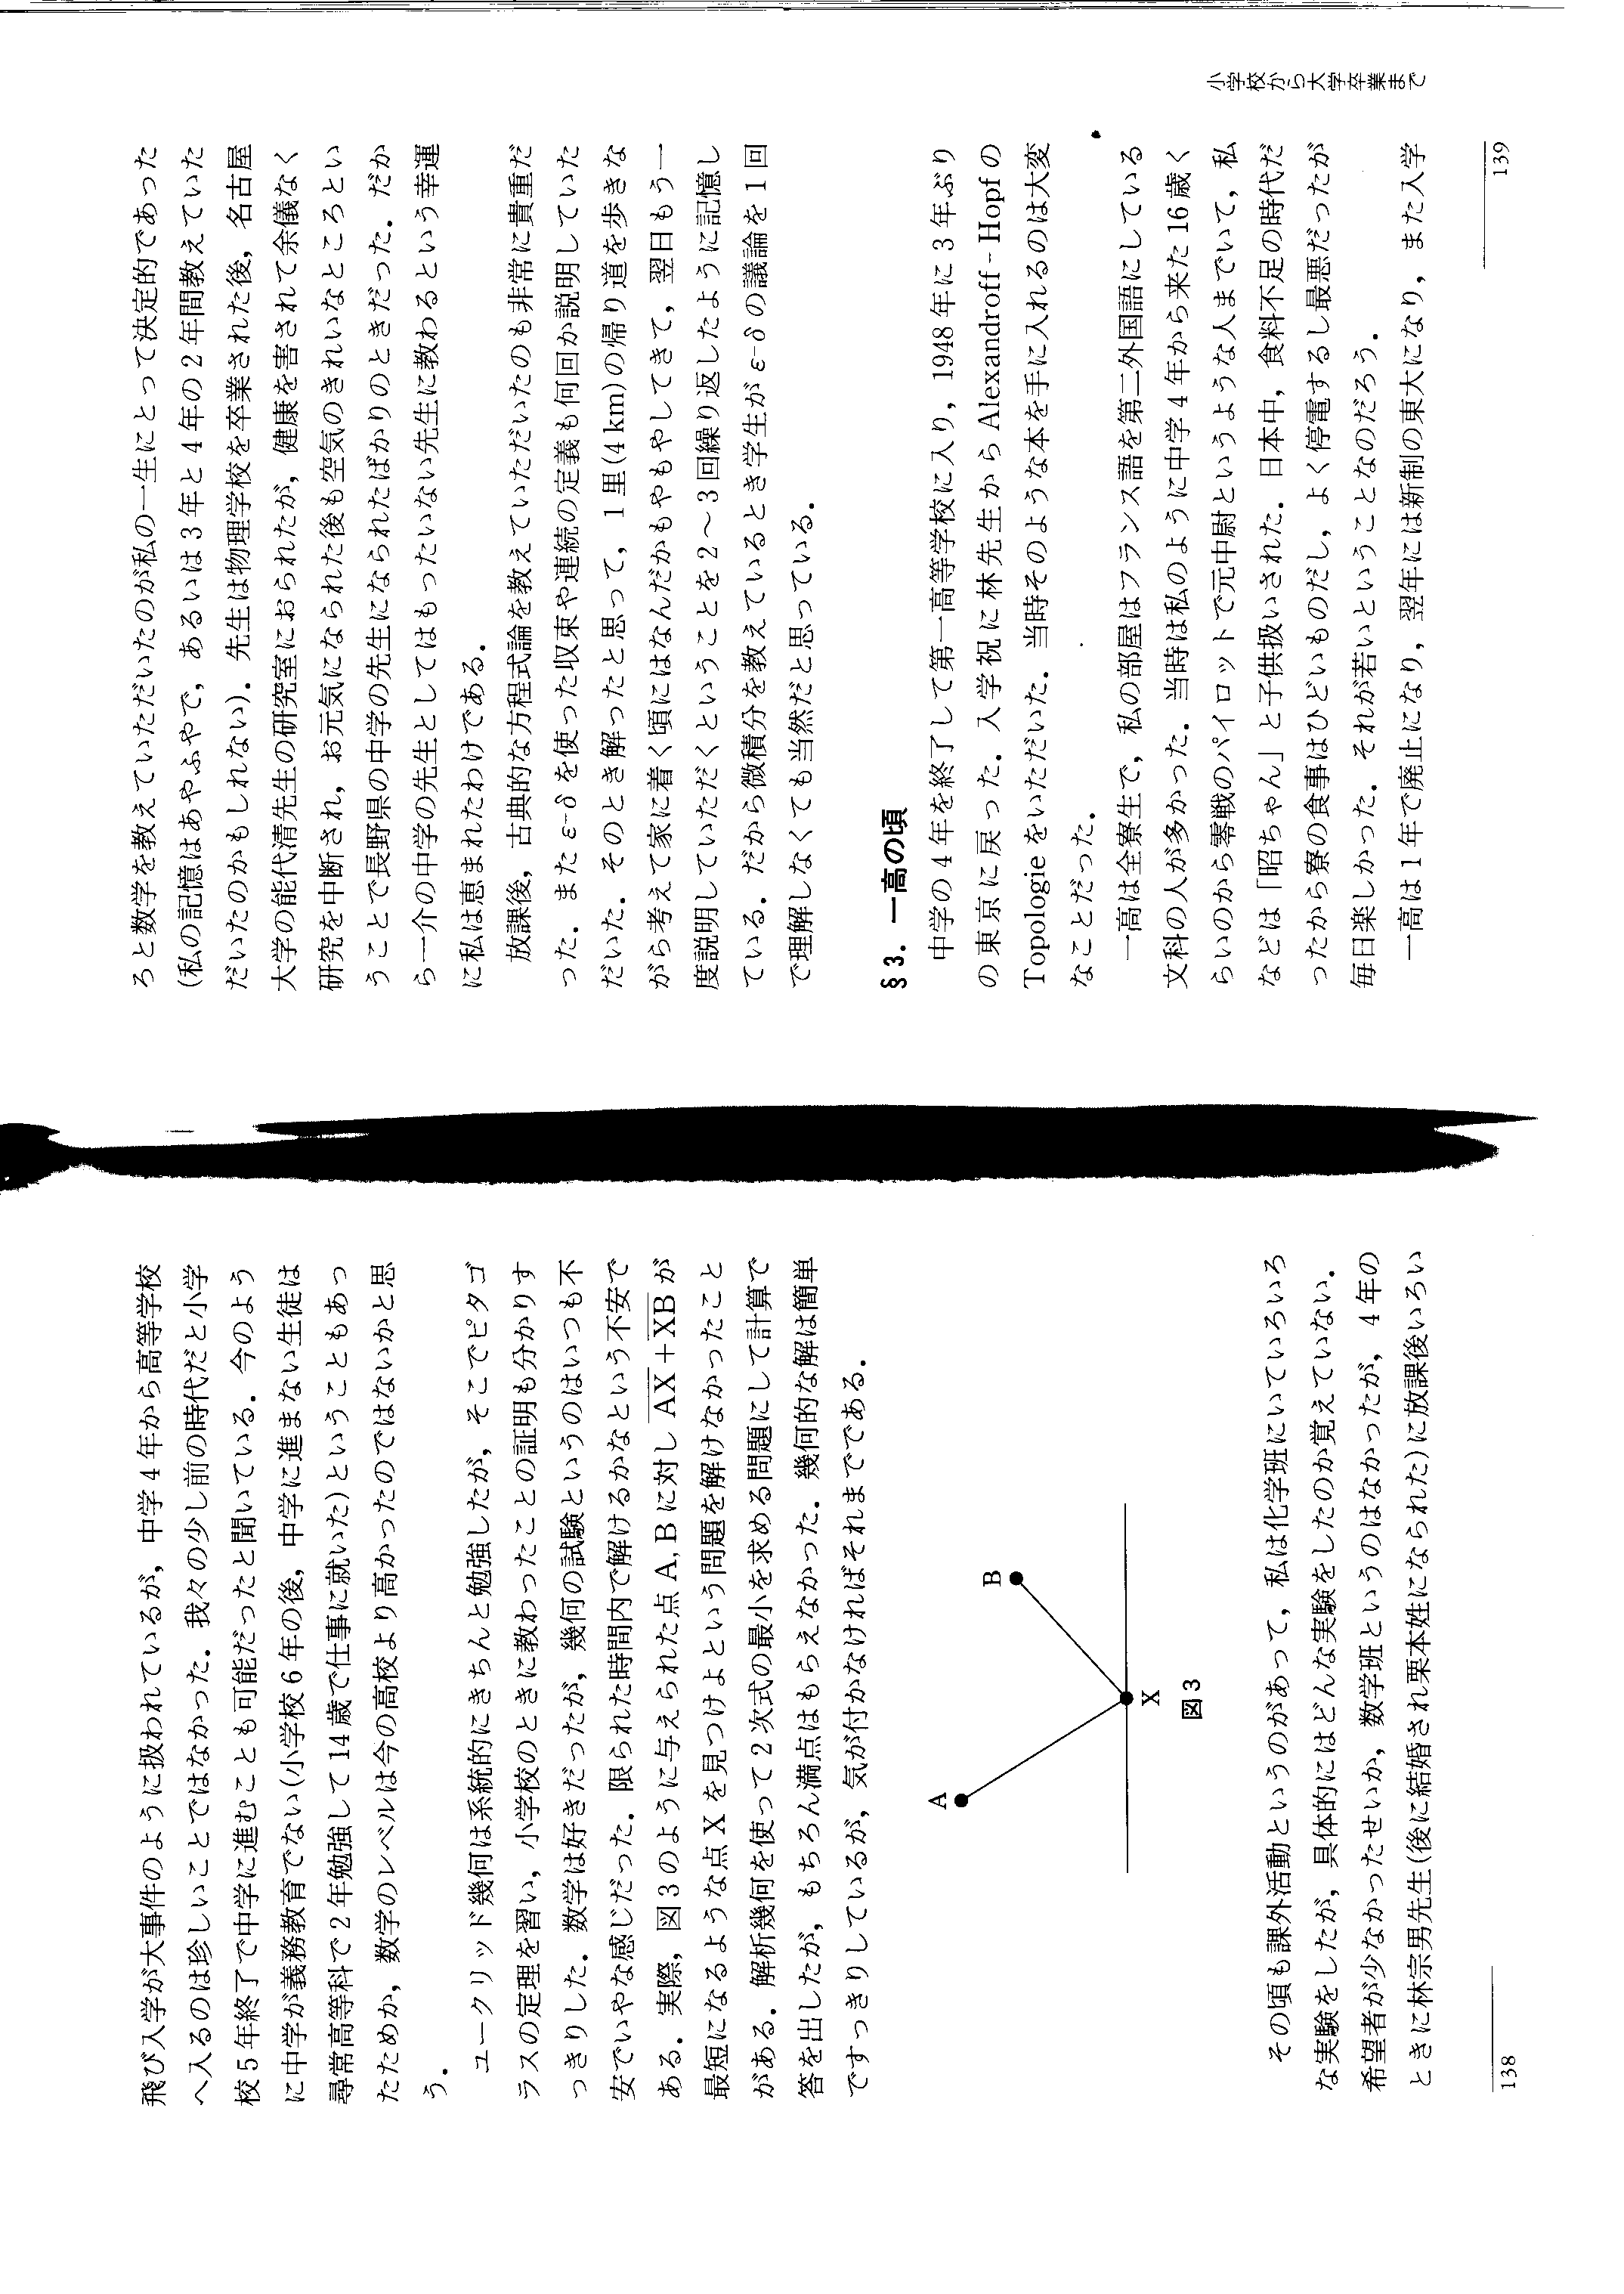 飛び入学が大事件のように扱われているが，中学4年から高等学校
へ入るのは珍しいことではなかった．我々の少し前の時代だと小学
校5年終了で中学に進むことも可能だったと聞いている．今のよう
に中学が義務教育でない(小学校6年の後，中学に進まない生徒は
尋常高等科で2年勉強して14歳で仕事に就いた)ということもあっ
たためか，数学のレベルは今の高校より高かったのではないかと思
う．
ユークリッド幾何は系統的にきちんと勉強したが，そこでピタゴ
ラスの定理を習い，小学校のときに教わったことの証明も分かりす
っきりした．数学は好きだったが，幾何の試験というのはいつも不
安でいやな感じだった．限られた時間内で解けるかなという不安で
ある．実際，図3のように与えられた点A, Bに対し AX + XB が
最短になるような点Xを見つけよという問題を解けなかったこと
がある．解析幾何を使って2次式の最小を求める問題にして計算で
答を出したが，もちろん満点はもらえなかった．幾何的な解は簡単
ですっきりしているが，気が付かなければそれまでである．
A
B
X
図3
その頃も課外活動というのがあって，私は化学班にいていろいろ
な実験をしたが，具体的にはどんな実験をしたのか覚えていない．
希望者が少なかったせいか，数学班というのはなかったが，4年の
ときに林宗男先生(後に結婚され栗本姓になられた)に放課後いろい
138
ろと数学を教えていただいたのが私の一生にとって決定的であった
(私の記憶はあやふやで，あるいは3年と4年の2年間教えていた
だいたのかもしれない)．先生は物理学校を卒業された後，名古屋
大学の能代清先生の研究室におられたが，健康を害されて余儀なく
研究を中断され，お元気になられた後も空気のきれいなところとい
うことで長野県の中学の先生になられたばかりのときだった．だか
ら一介の中学の先生としてはもったいない先生に教わるという幸運
に私は恵まれたわけである．
放課後，古典的な方程式論を教えていただいたのも非常に貴重だ
った．またε-δを使った収束や連続の定義も何回か説明していた
だいた．そのとき解ったと思って，1里(4 km)の帰り道を歩きな
がら考えて家に着く頃にはなんだかもやもやしてきて，翌日もう一
度説明していただくということを2〜3回繰り返したように記憶し
ている．だから微積分を教えているとき学生がε-δの議論を1回
で理解しなくても当然だと思っている．
§3．一高の頃
中学の4年を終了して第一高等学校に入り，1948年に3年ぶり
の東京に戻った．入学祝に林先生からAlexandroff - Hopfの
Topologieをいただいた．当時そのような本を手に入れるのは大変
なことだった．
一高は全寮生で，私の部屋はフランス語を第二外国語にしている
文科の人が多かった．当時は私のように中学4年から来た16歳く
らいのから零戦のパイロットで元中尉というような人までいて，私
などは「昭ちゃん」と子供扱いされた．日本中，食料不足の時代だ
ったから寮の食事はひどいものだし，よく停電するし最悪だったが
毎日楽しかった．それが若いということなのだろう．
一高は1年で廃止になり，翌年には新制の東大になり，また入学
小学校から大学卒業まで
139